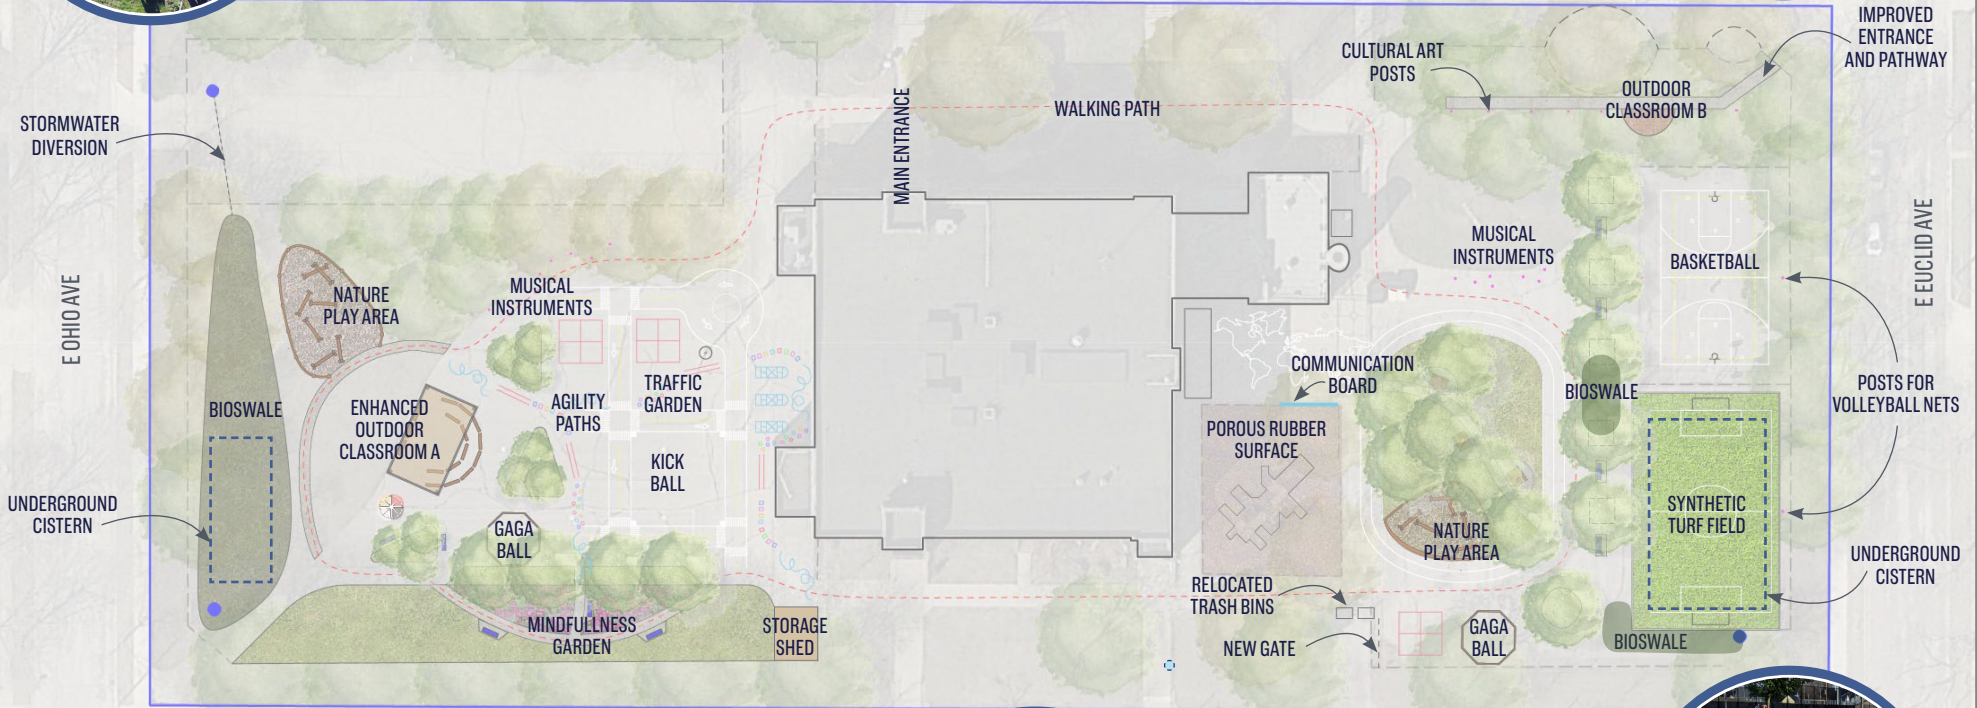 IMPROVED
ENTRANCE
AND PATHWAY
CULTURAL ART
POSTS
OUTDOOR
CLASSROOM B
WALKING PATH
MAIN ENTRANCE
STORMWATER
DIVERSION
E OHIO AVE
NATURE
PLAY AREA
MUSICAL
INSTRUMENTS
MUSICAL
INSTRUMENTS
BASKETBALL
E EUCLID AVE
BIOSWALE
ENHANCED
OUTDOOR
CLASSROOM A
AGILITY
PATHS
TRAFFIC
GARDEN
COMMUNICATION
BOARD
BIOSWALE
POSTS FOR
VOLLEYBALL NETS
KICK
BALL
POROUS RUBBER
SURFACE
UNDERGROUND
CISTERN
GAGA
BALL
NATURE
PLAY AREA
SYNTHETIC
TURF FIELD
UNDERGROUND
CISTERN
RELOCATED
TRASH BINS
MINDFULLNESS
GARDEN
STORAGE
SHED
NEW GATE
GAGA
BALL
BIOSWALE